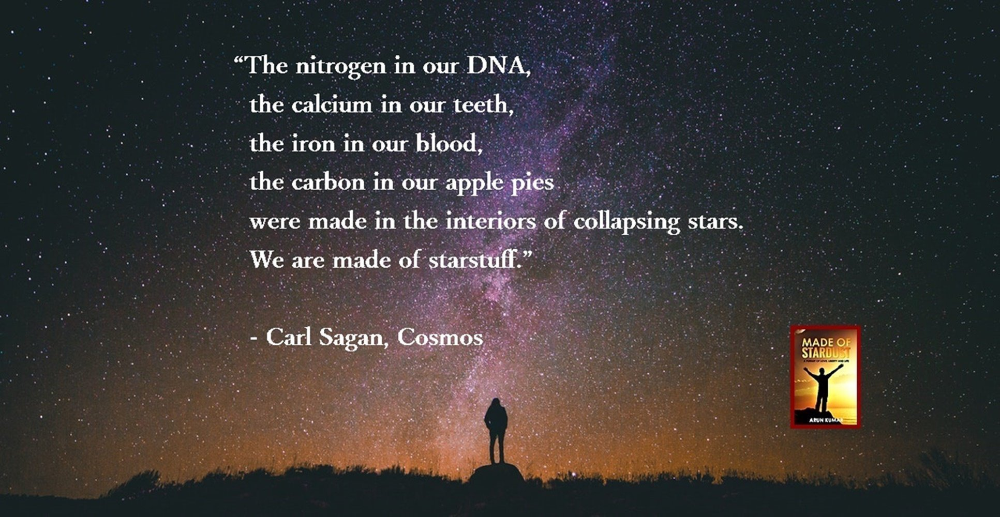 “The nitrogen in our DNA,
the calcium in our teeth,
the iron in our blood,
the carbon in our apple pies
were made in the interiors of collapsing stars.
We are made of starstuff.”
- Carl Sagan, Cosmos
MADE OF
STARDUST
A PURSUIT OF LOVE, LIBERTY AND LIFE
ARUN KUMAR